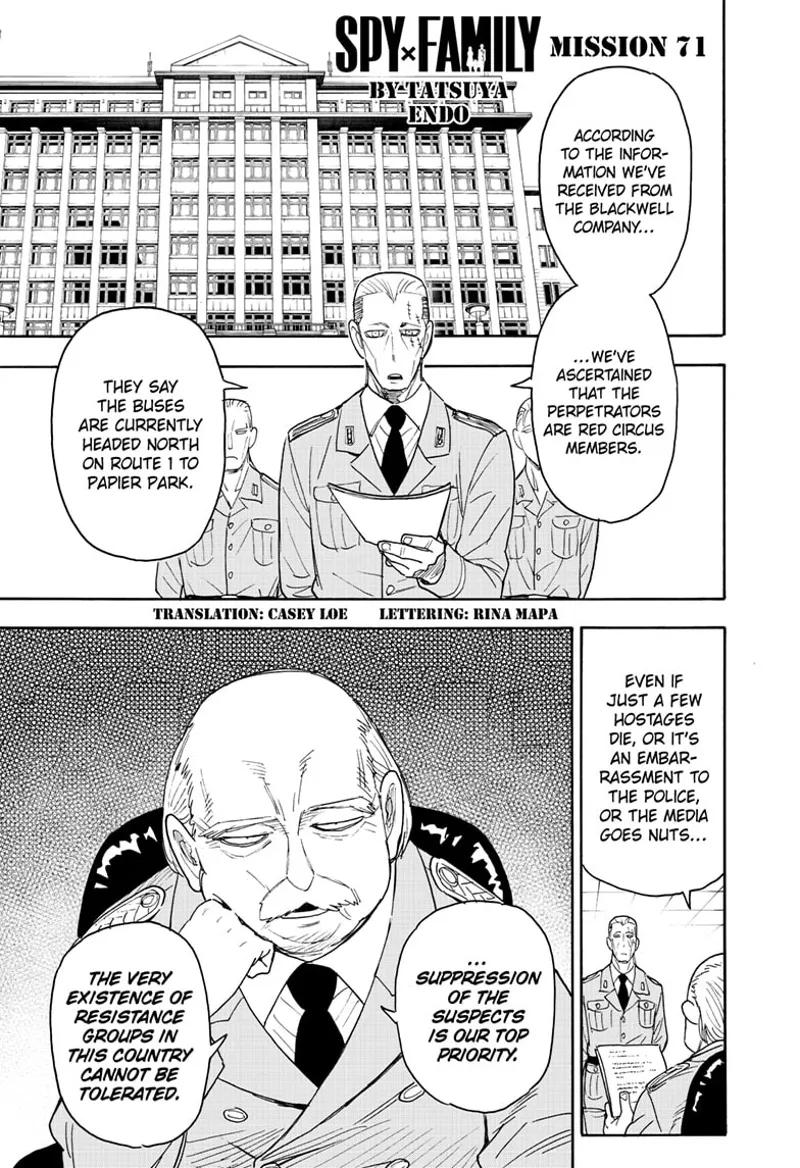 SPY×FAMILY MISSION 71
BY TATSUYA
ENDO
ACCORDING
TO THE INFOR-
MATION WE'VE
RECEIVED FROM
THE BLACKWELL
COMPANY...
...WE'VE
ASCERTAINED
THAT THE
PERPETRATORS
ARE RED CIRCUS
MEMBERS.
THEY SAY
THE BUSES
ARE CURRENTLY
HEADED NORTH
ON ROUTE 1 TO
PAPIER PARK.
TRANSLATION: CASEY LOE LETTERING: RINA MAPA
EVEN IF
JUST A FEW
HOSTAGES
DIE, OR IT'S
AN EMBAR-
RASSMENT TO
THE POLICE,
OR THE MEDIA
GOES NUTS...
...
SUPPRESSION
OF THE
SUSPECTS
IS OUR TOP
PRIORITY.
THE VERY
EXISTENCE OF
RESISTANCE
GROUPS IN
THIS COUNTRY
CANNOT BE
TOLERATED.